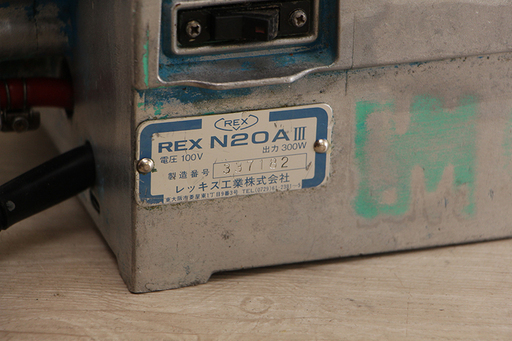 REX
REX N20AIII
電圧 100V 出力 300W
製造番号 337182
レッキス工業株式会社